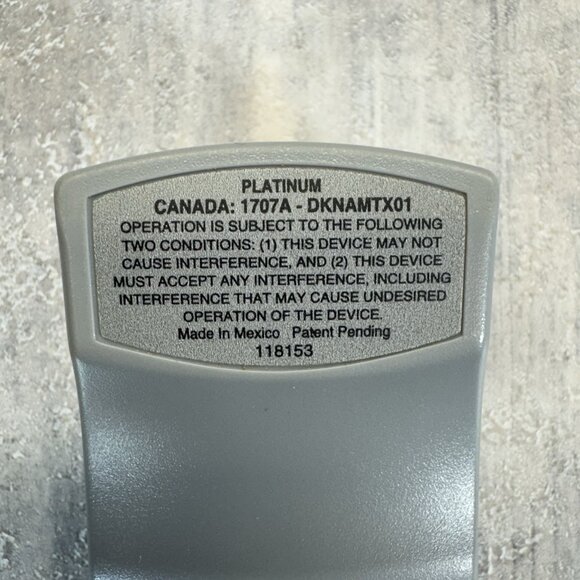 PLATINUM
CANADA: 1707A - DKNAMTX01
OPERATION IS SUBJECT TO THE FOLLOWING
TWO CONDITIONS: (1) THIS DEVICE MAY NOT
CAUSE INTERFERENCE, AND (2) THIS DEVICE
MUST ACCEPT ANY INTERFERENCE, INCLUDING
INTERFERENCE THAT MAY CAUSE UNDESIRED
OPERATION OF THE DEVICE.
Made In Mexico Patent Pending
118153